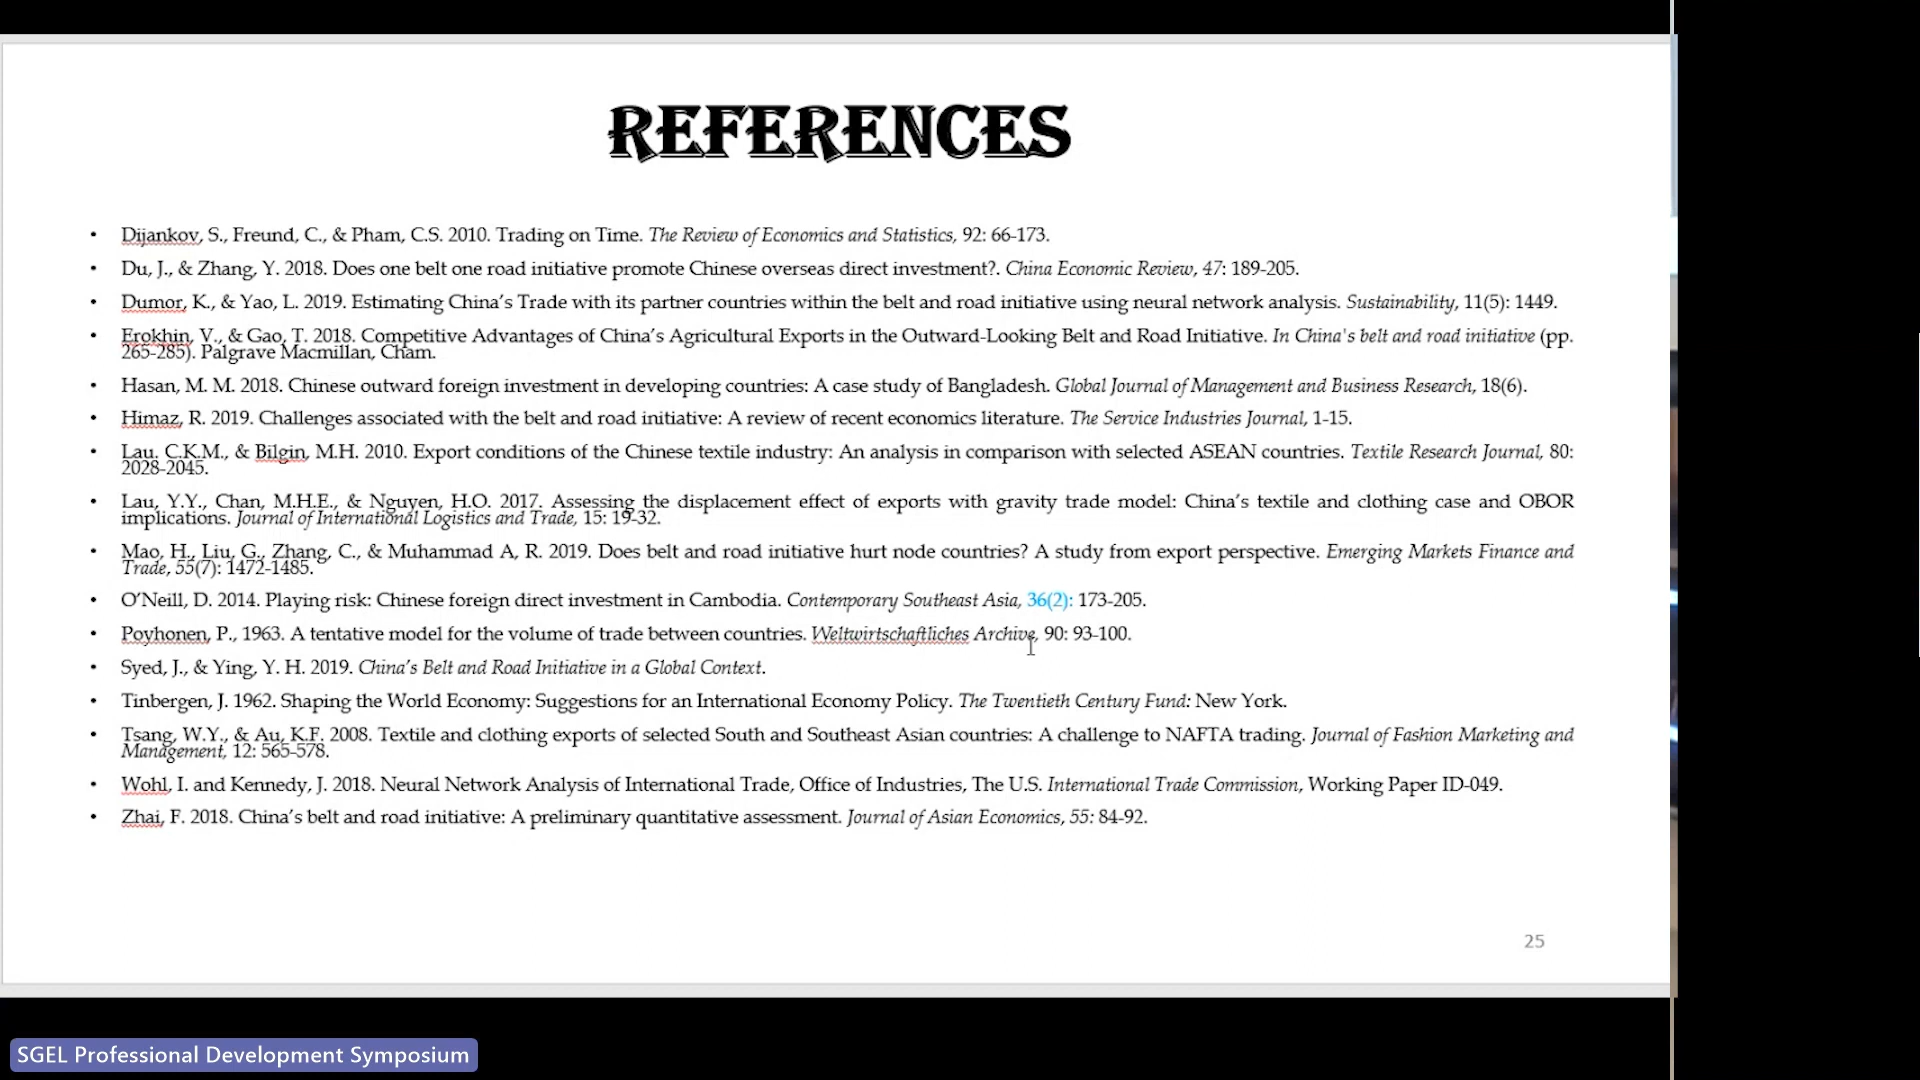 REFERENCES
• Dijankov, S., Freund, C., & Pham, C.S. 2010. Trading on Time. The Review of Economics and Statistics, 92: 66-173.
• Du, J., & Zhang, Y. 2018. Does one belt one road initiative promote Chinese overseas direct investment?. China Economic Review, 47: 189-205.
• Dumor, K., & Yao, L. 2019. Estimating China's Trade with its partner countries within the belt and road initiative using neural network analysis. Sustainability, 11(5): 1449.
• Erokhin, V., & Gao, T. 2018. Competitive Advantages of China's Agricultural Exports in the Outward-Looking Belt and Road Initiative. In China's belt and road initiative (pp.
265-285). Palgrave Macmillan, Cham.
• Hasan, M. M. 2018. Chinese outward foreign investment in developing countries: A case study of Bangladesh. Global Journal of Management and Business Research, 18(6).
• Himaz, R. 2019. Challenges associated with the belt and road initiative: A review of recent economics literature. The Service Industries Journal, 1-15.
• Lau. C.K.M., & Bilgin, M.H. 2010. Export conditions of the Chinese textile industry: An analysis in comparison with selected ASEAN countries. Textile Research Journal, 80:
2028-2045.
• Lau, Y.Y., Chan, M.H.E., & Nguyen, H.O. 2017. Assessing the displacement effect of exports with gravity trade model: China's textile and clothing case and OBOR
implications. Journal of International Logistics and Trade, 15: 19-32.
• Mao, H., Liu, G., Zhang, C., & Muhammad A, R. 2019. Does belt and road initiative hurt node countries? A study from export perspective. Emerging Markets Finance and
Trade, 55(7): 1472-1485.
• O'Neill, D. 2014. Playing risk: Chinese foreign direct investment in Cambodia. Contemporary Southeast Asia, 36(2): 173-205.
• Poyhonen, P., 1963. A tentative model for the volume of trade between countries. Weltwirtschaftliches Archive, 90: 93-100.
• Syed, J., & Ying, Y. H. 2019. China's Belt and Road Initiative in a Global Context.
• Tinbergen, J. 1962. Shaping the World Economy: Suggestions for an International Economy Policy. The Twentieth Century Fund: New York.
• Tsang, W.Y., & Au, K.F. 2008. Textile and clothing exports of selected South and Southeast Asian countries: A challenge to NAFTA trading. Journal of Fashion Marketing and
Management, 12: 565-578.
• Wohl, I. and Kennedy, J. 2018. Neural Network Analysis of International Trade, Office of Industries, The U.S. International Trade Commission, Working Paper ID-049.
• Zhai, F. 2018. China's belt and road initiative: A preliminary quantitative assessment. Journal of Asian Economics, 55: 84-92.
25
SGEL Professional Development Symposium